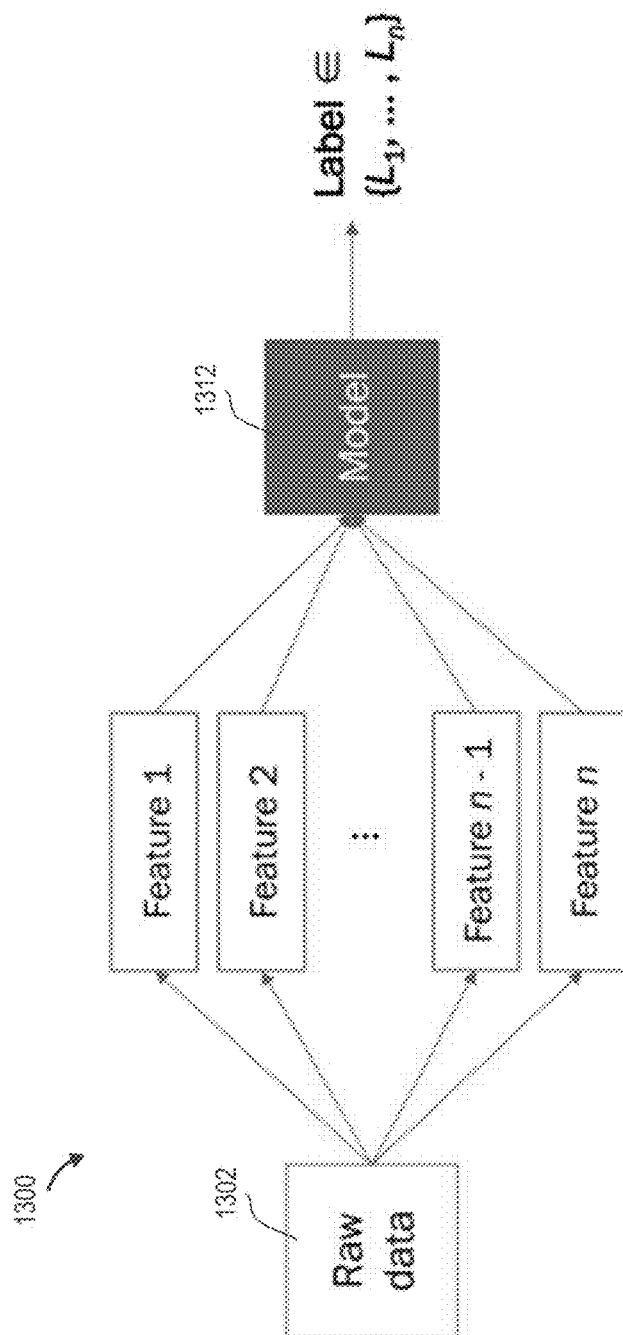 1300
1302
Raw
data
Feature 1
Feature 2
...
Feature n - 1
Feature n
1312
Model
Label ∈
{L₁, ... , Lₙ}